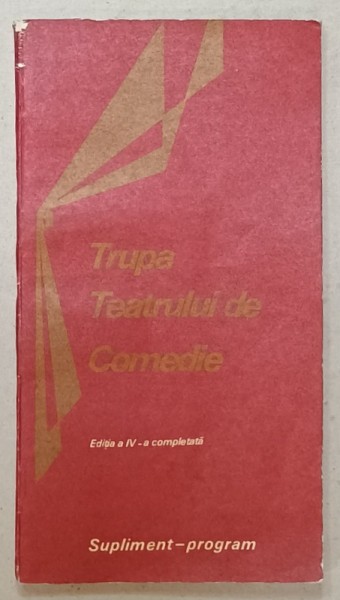 Trupa
Teatrului de
Comedie
Ediția a IV-a completată
Supliment-program